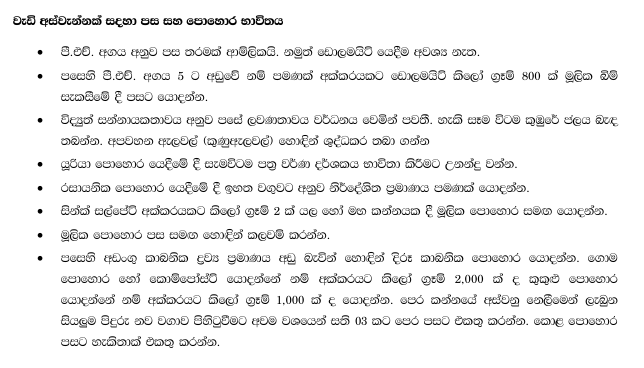 වැඩි අස්වැන්නක් සදහා පස සහ පොහොර භාවිතය
● පී.එච්. අගය අනුව පස තරමක් ආම්ලිකයි. නමුත් ඩොලමයිට් යෙදීම අවශ්‍ය නැත.
● පසෙහි පී.එච්. අගය 5 ට අඩුවේ නම් පමණක් අක්කරයකට ඩොලමයිට් කිලෝ ග්‍රෑම් 800 ක් මූලික බිම්
සැකසීමේ දී පසට යොදන්න.
● විද්‍යුත් සන්නායකතාවය අනුව පසේ ලවණතාවය වර්ධනය වෙමින් පවතී. හැකි සෑම විටම කුඹුරේ ජලය බැඳ
තබන්න. අපවහන ඇලවල් (කුණුඇලවල්) හොඳින් ශුද්ධකර තබා ගන්න
● යූරියා පොහොර යෙදීමේ දී සැමවිටම පත්‍ර වර්ණ දර්ශකය භාවිතා කිරීමට උනන්දු වන්න.
● රසායනික පොහොර යෙදීමේ දී ඉහත වගුවට අනුව නිර්දේශිත ප්‍රමාණය පමණක් යොදන්න.
● සින්ක් සල්පේට් අක්කරයකට කිලෝ ග්‍රෑම් 2 ක් යල හෝ මහ කන්නයක දී මූලික පොහොර සමඟ යොදන්න.
● මූලික පොහොර පස සමඟ හොඳින් කලවම් කරන්න.
● පසෙහි අඩංගු කාබනික ද්‍රව්‍ය ප්‍රමාණය අඩු බැවින් හොඳින් දිරූ කාබනික පොහොර යොදන්න. ගොම
පොහොර හෝ කොම්පෝස්ට් යොදන්නේ නම් අක්කරයට කිලෝ ග්‍රෑම් 2,000 ක් ද කුකුළු පොහොර
යොදන්නේ නම් අක්කරයට කිලෝ ග්‍රෑම් 1,000 ක් ද යොදන්න. පෙර කන්නයේ අස්වනු නෙලීමෙන් ලැබුන
සියලුම පිදුරු නව වගාව පිහිටුවීමට අවම වශයෙන් සති 03 කට පෙර පසට එකතු කරන්න. කොළ පොහොර
පසට හැකිතාක් එකතු කරන්න.